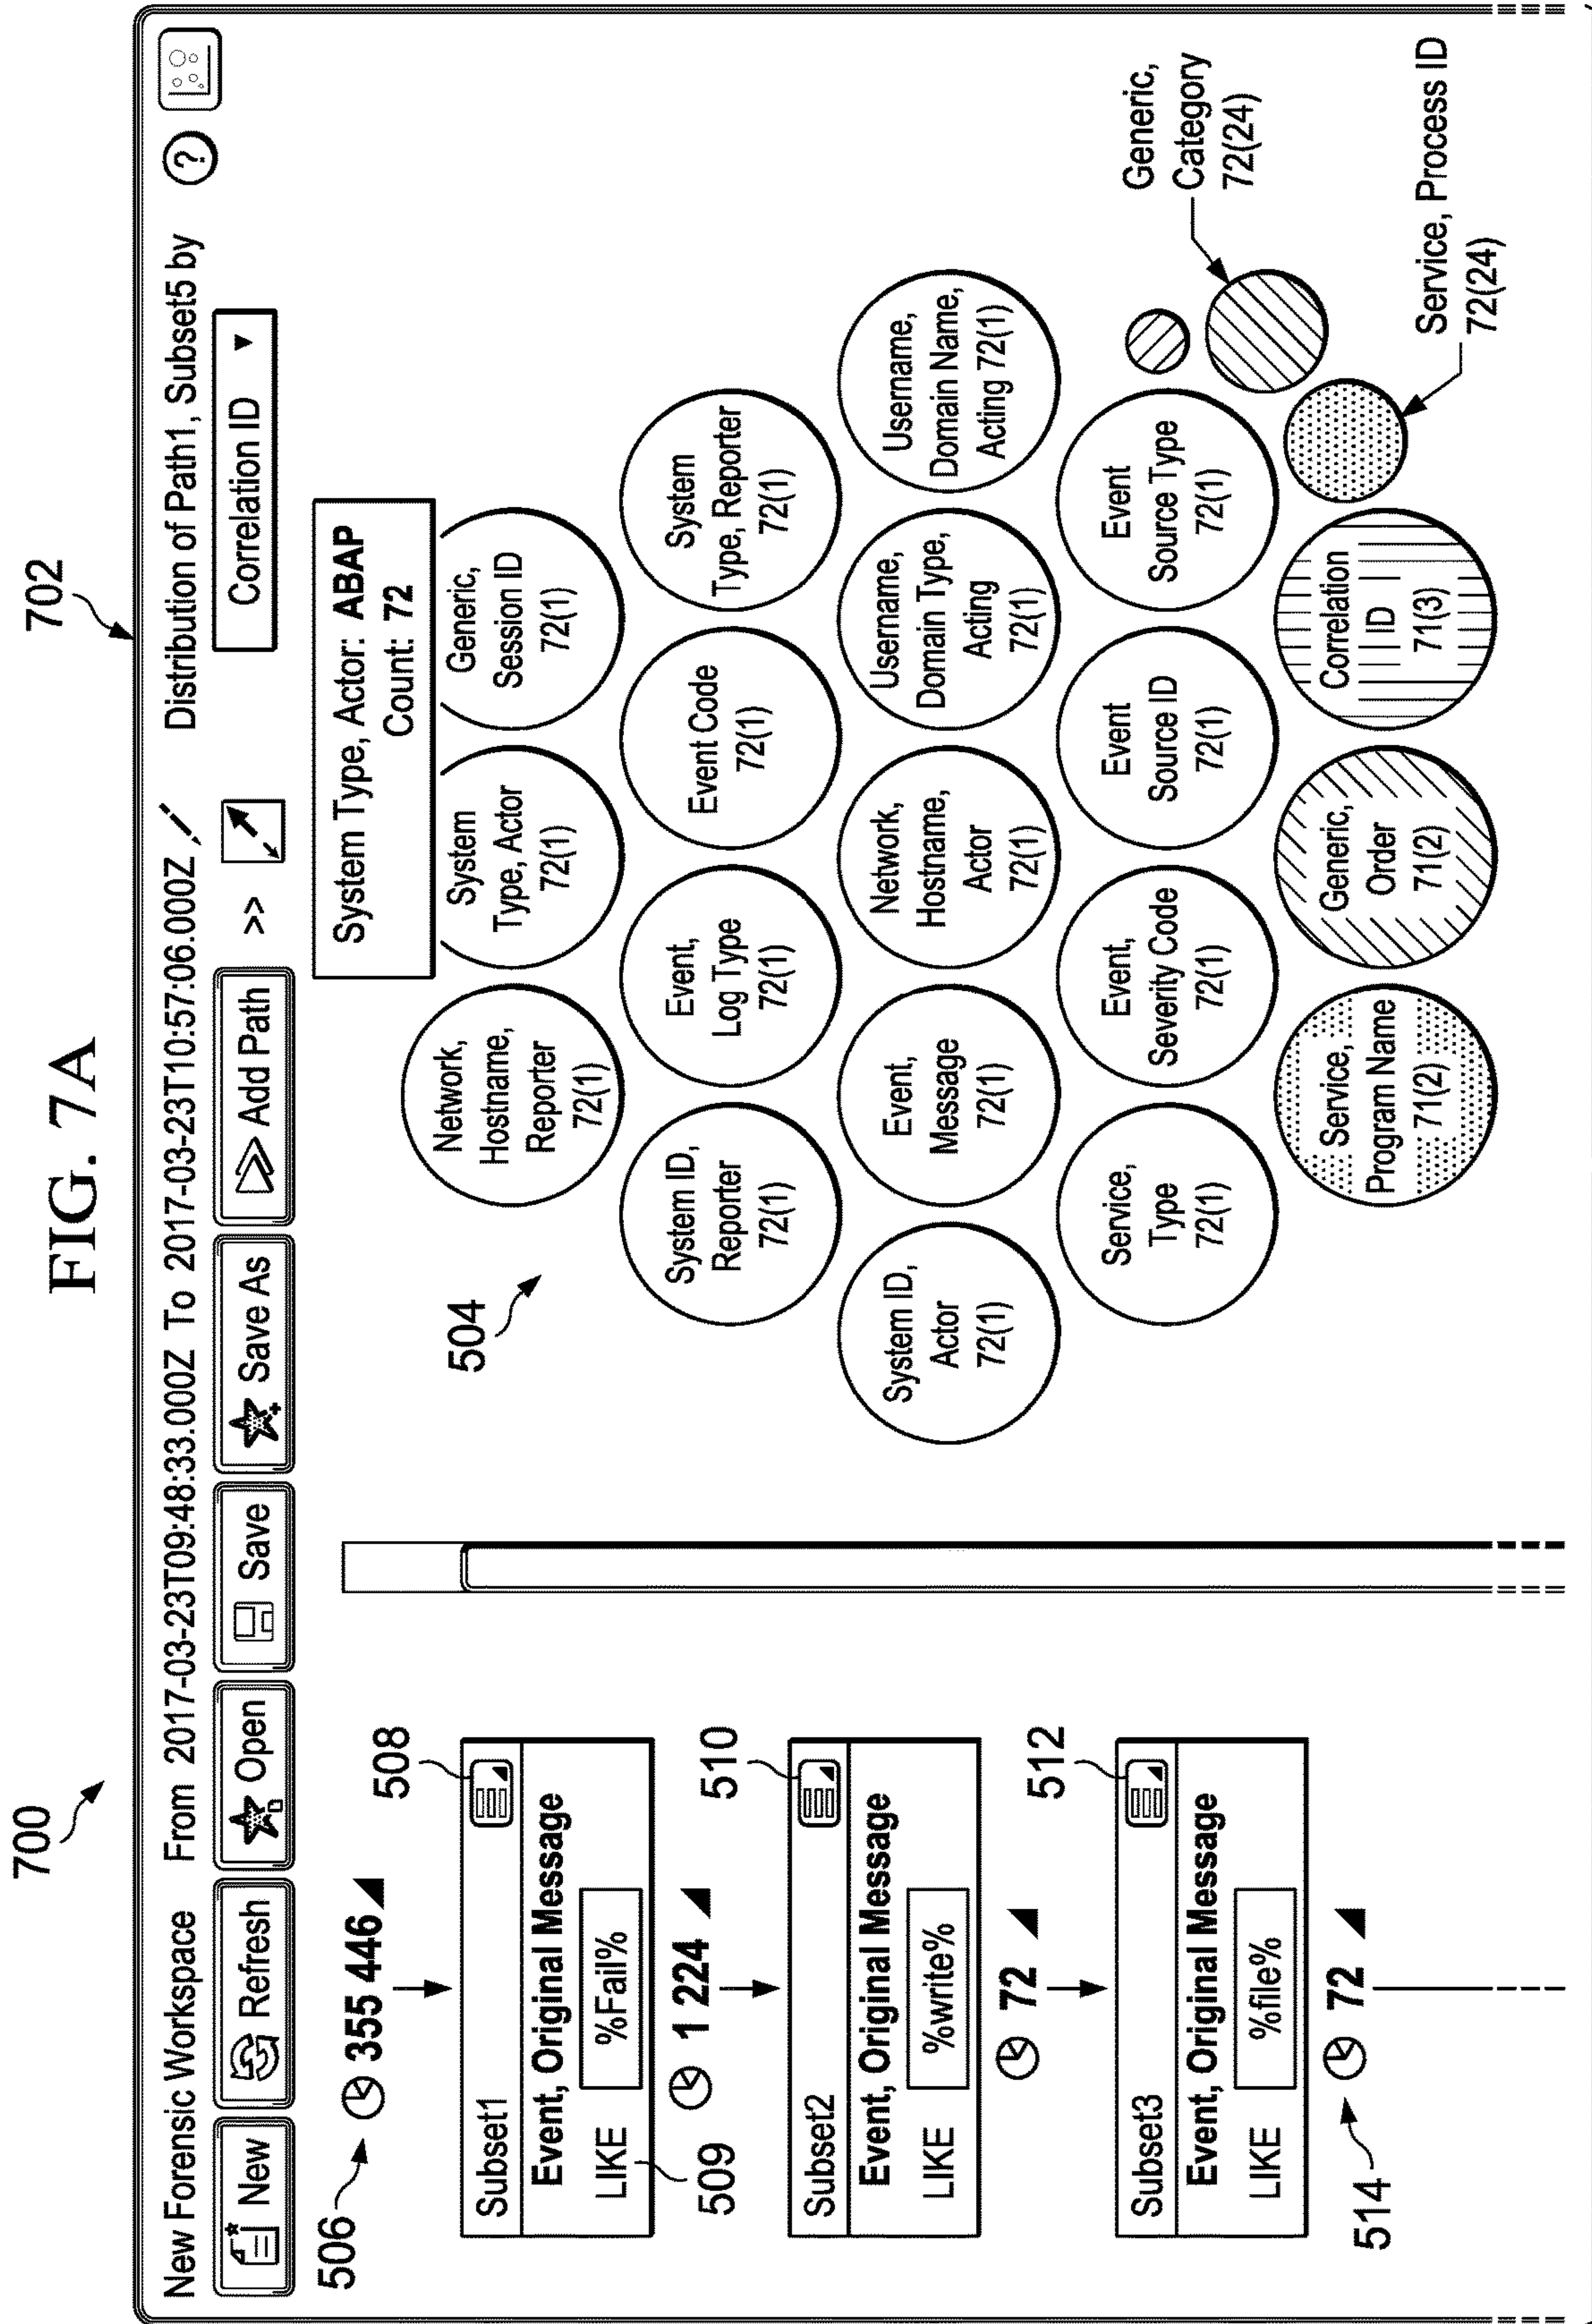 FIG. 7A
700
702
New Forensic Workspace
From 2017-03-23T09:48:33.000Z To 2017-03-23T10:57:06.000Z
Distribution of Path1, Subset5 by
?
New
Refresh
Open
Save
Save As
Add Path
>>
Correlation ID
506
355 446
508
Subset1
Event, Original Message
LIKE
%Fail%
509
1 224
510
Subset2
Event, Original Message
LIKE
%write%
72
512
Subset3
Event, Original Message
LIKE
%file%
514
72
504
System Type, Actor: ABAP
Count: 72
Network,
Hostname,
Reporter
72(1)
System
Type, Actor
72(1)
Generic,
Session ID
72(1)
System ID,
Reporter
72(1)
Event,
Log Type
72(1)
Event Code
72(1)
System
Type, Reporter
72(1)
System ID,
Actor
72(1)
Event,
Message
72(1)
Network,
Hostname,
Actor
72(1)
Username,
Domain Type,
Acting
72(1)
Username,
Domain Name,
Acting 72(1)
Service,
Type
72(1)
Event,
Severity Code
72(1)
Event
Source ID
72(1)
Event
Source Type
72(1)
Generic,
Category
72(24)
Service,
Program Name
71(2)
Generic,
Order
71(2)
Correlation
ID
71(3)
Service, Process ID
72(24)